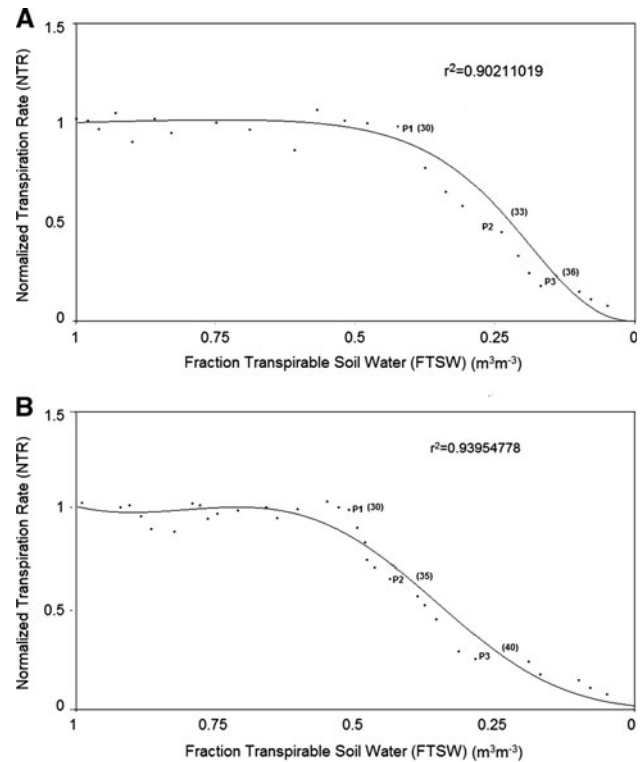 A
1.5
r²=0.90211019
1
P1 (30)
Normalized Transpiration Rate (NTR)
0.5
(33)
P2
(36)
P3
0
1
0.75
0.5
0.25
0
Fraction Transpirable Soil Water (FTSW) (m³m⁻³)
B
1.5
r²=0.93954778
1
P1 (30)
Normalized Transpiration Rate (NTR)
P2
(35)
0.5
(40)
P3
0
1
0.75
0.5
0.25
0
Fraction Transpirable Soil Water (FTSW) (m³m⁻³)